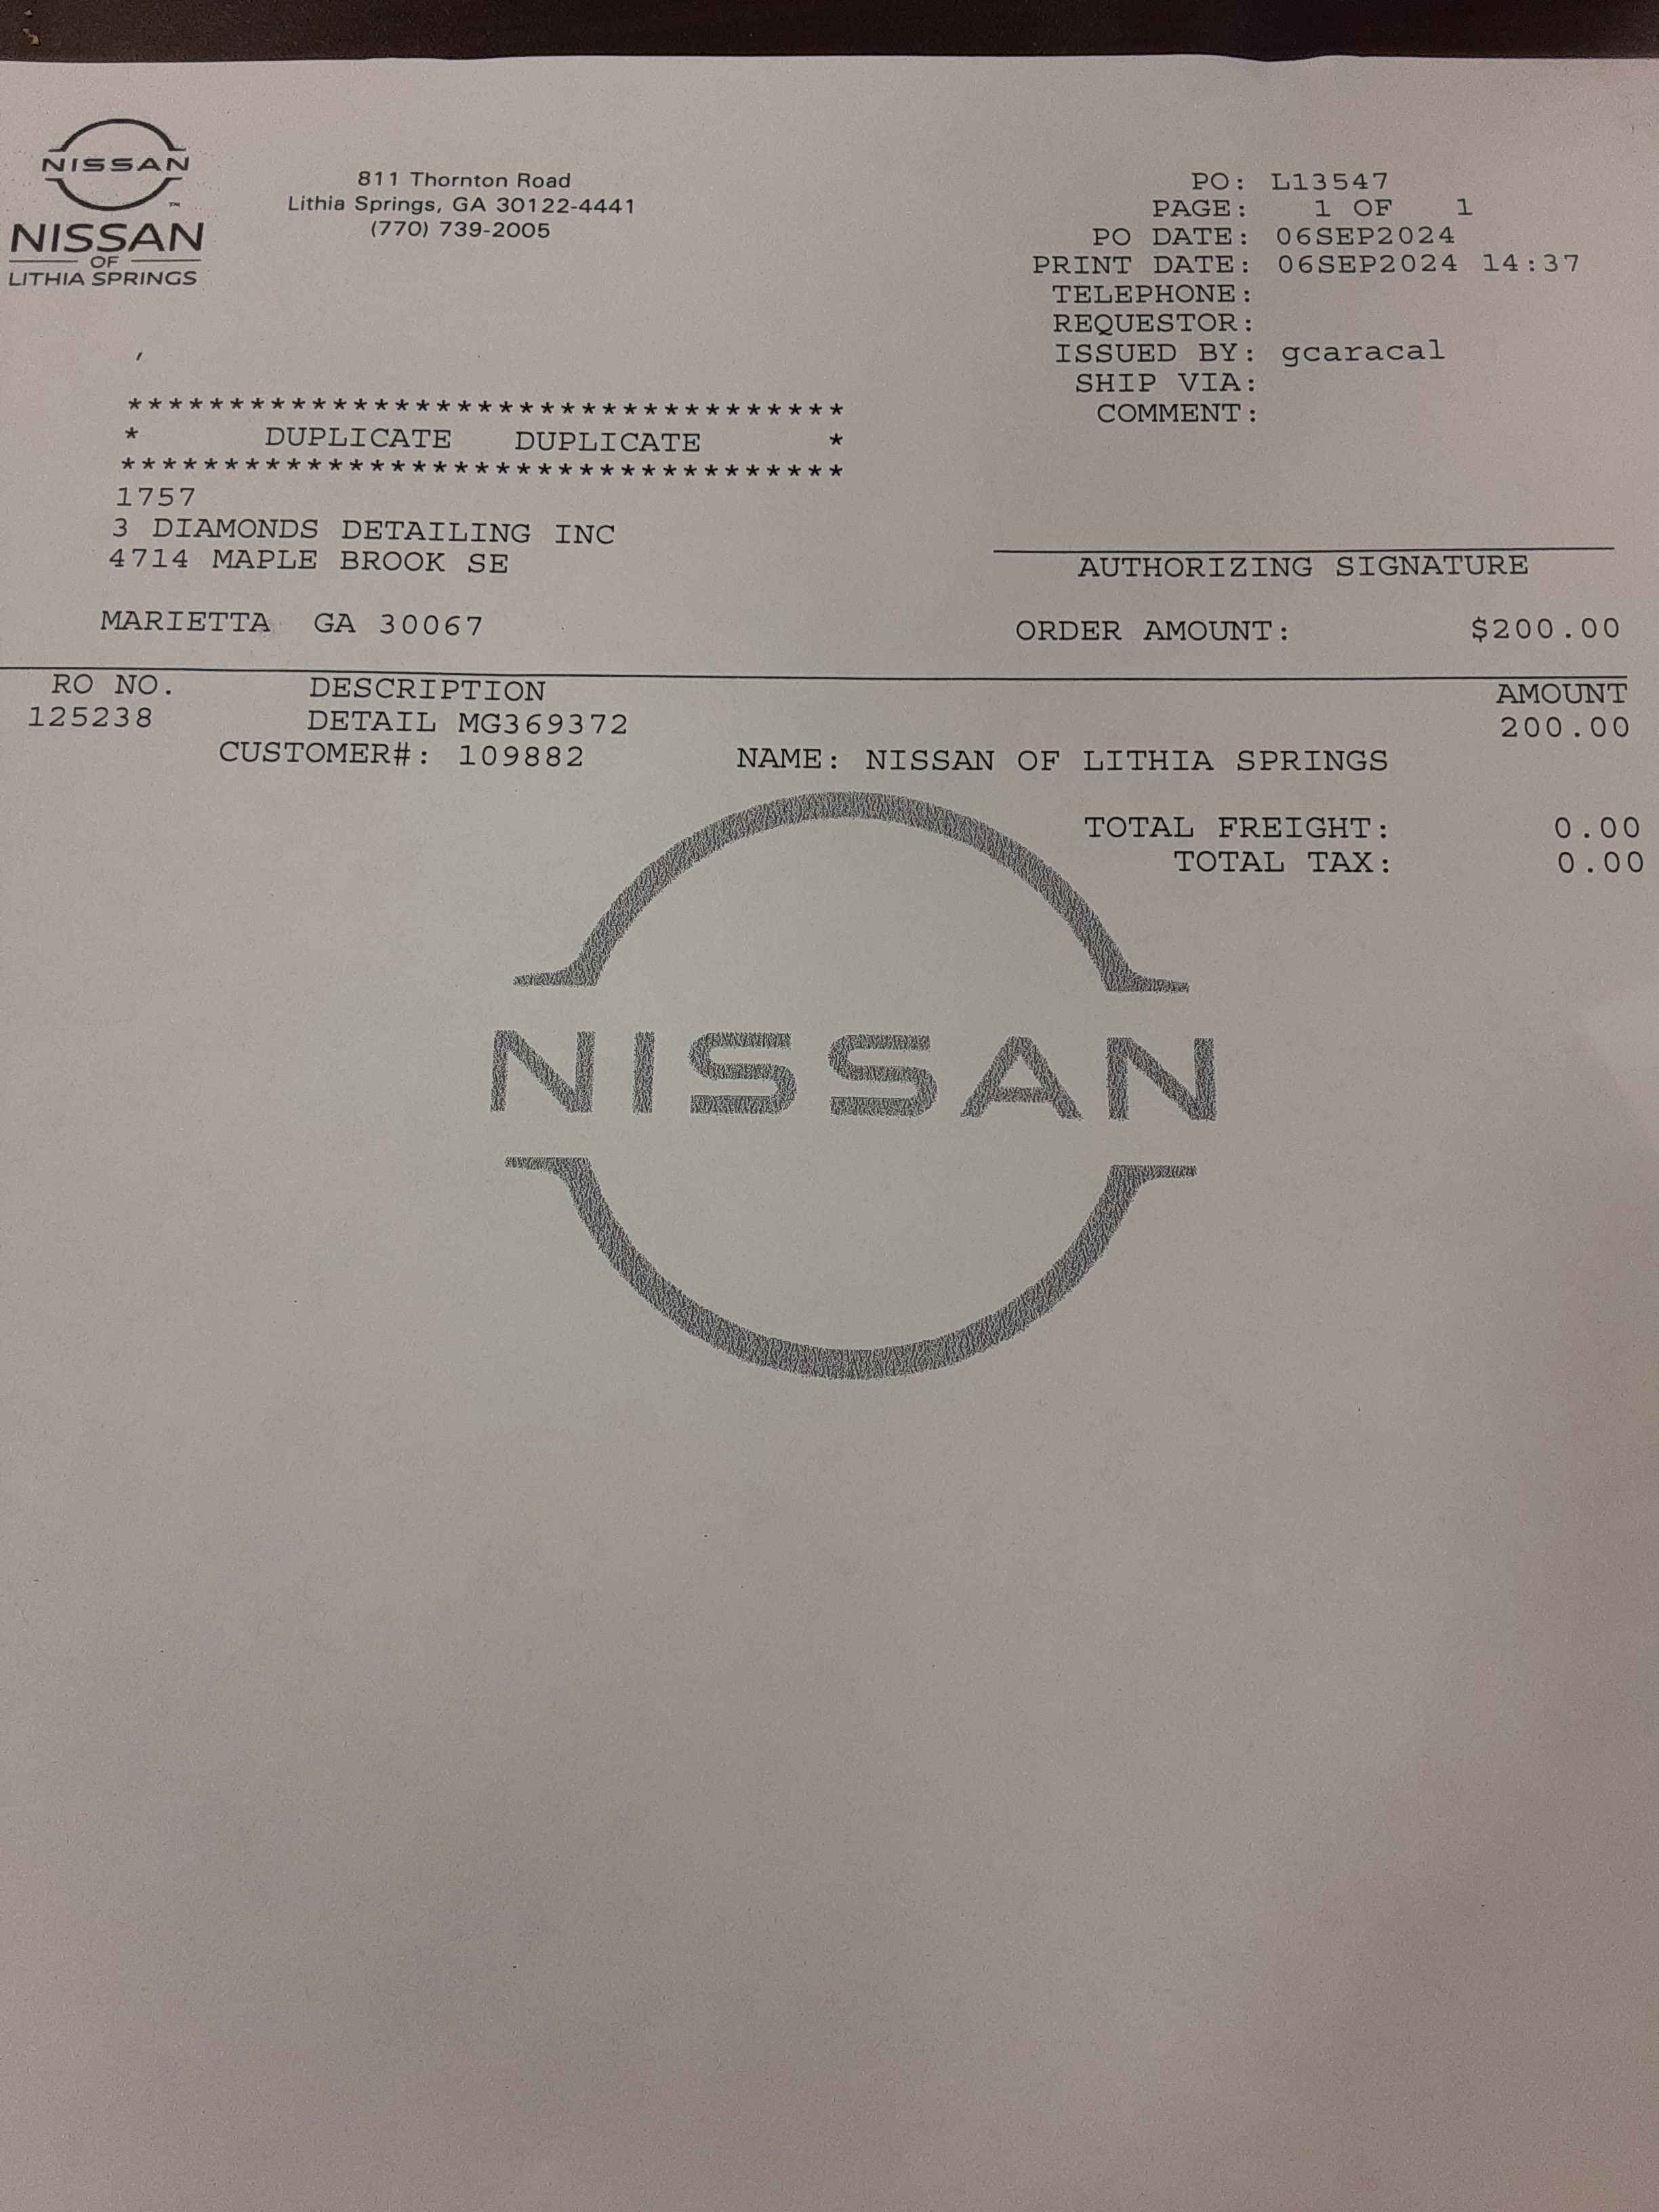 NISSAN
™
NISSAN
OF
LITHIA SPRINGS
811 Thornton Road
Lithia Springs, GA 30122-4441
(770) 739-2005
PO: L13547
PAGE: 1 OF 1
PO DATE: 06SEP2024
PRINT DATE: 06SEP2024 14:37
TELEPHONE:
REQUESTOR:
ISSUED BY: gcaracal
SHIP VIA:
COMMENT:
,
***********************************
* DUPLICATE DUPLICATE *
***********************************
1757
3 DIAMONDS DETAILING INC
4714 MAPLE BROOK SE
MARIETTA GA 30067
AUTHORIZING SIGNATURE
ORDER AMOUNT: $200.00
RO NO. DESCRIPTION AMOUNT
125238 DETAIL MG369372 200.00
CUSTOMER#: 109882 NAME: NISSAN OF LITHIA SPRINGS
TOTAL FREIGHT: 0.00
TOTAL TAX: 0.00
NISSAN